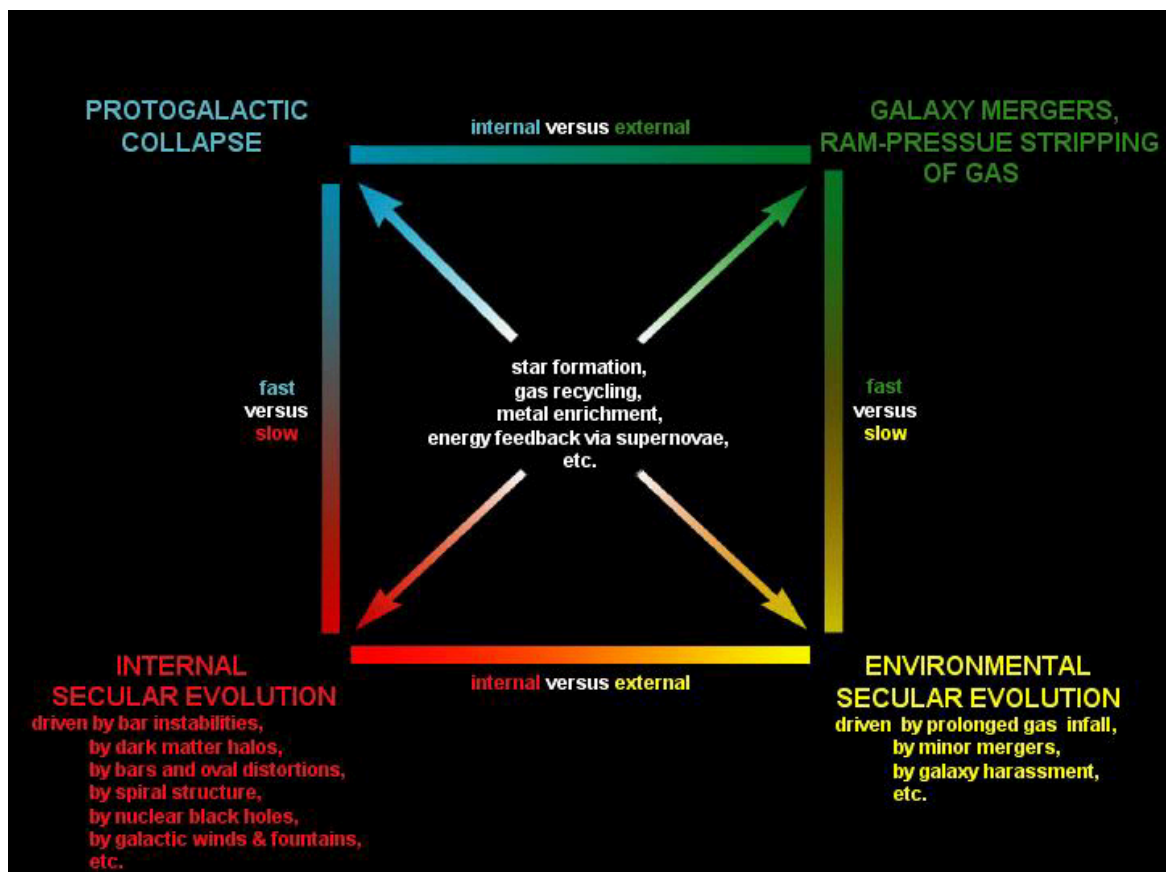 PROTOGALACTIC
COLLAPSE
internal versus external
GALAXY MERGERS,
RAM-PRESSUE STRIPPING
OF GAS
fast
versus
slow
star formation,
gas recycling,
metal enrichment,
energy feedback via supernovae,
etc.
fast
versus
slow
INTERNAL
SECULAR EVOLUTION
driven by bar instabilities,
by dark matter halos,
by bars and oval distortions,
by spiral structure,
by nuclear black holes,
by galactic winds & fountains,
etc.
internal versus external
ENVIRONMENTAL
SECULAR EVOLUTION
driven by prolonged gas infall,
by minor mergers,
by galaxy harassment,
etc.